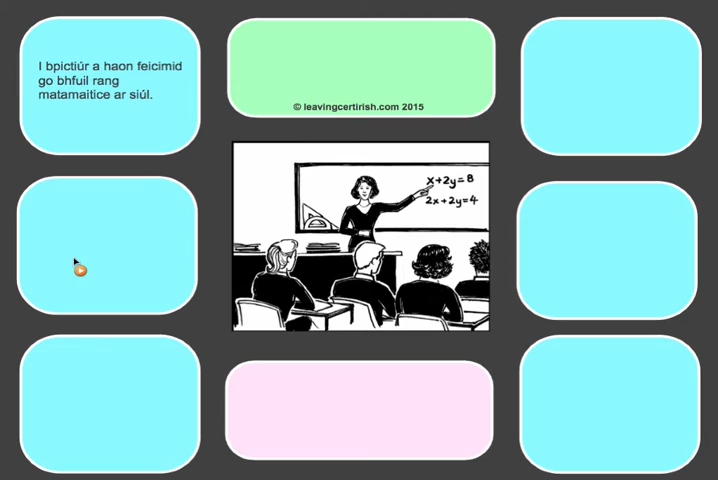 I bpictiúr a haon feicimid
go bhfuil rang
matamaitice ar siúl.
© leavingcertirish.com 2015
x+2y=8
2x+2y=4